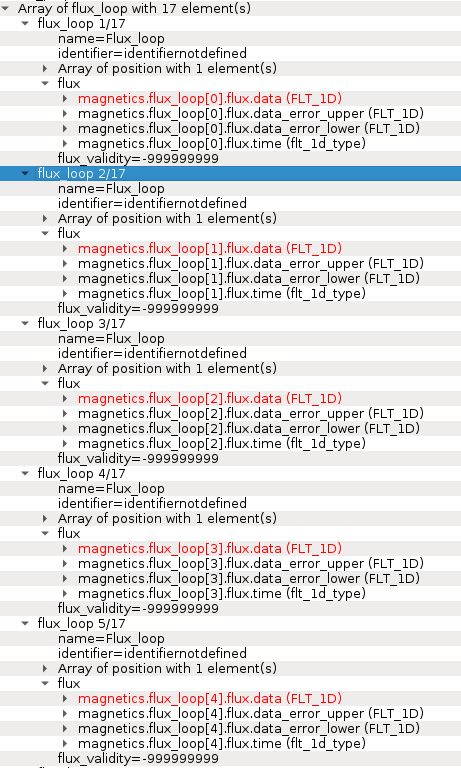 Array of flux_loop with 17 element(s)
flux_loop 1/17
name=Flux_loop
identifier=identifiernotdefined
Array of position with 1 element(s)
flux
magnetics.flux_loop[0].flux.data (FLT_1D)
magnetics.flux_loop[0].flux.data_error_upper (FLT_1D)
magnetics.flux_loop[0].flux.data_error_lower (FLT_1D)
magnetics.flux_loop[0].flux.time (flt_1d_type)
flux_validity=-999999999
flux_loop 2/17
name=Flux_loop
identifier=identifiernotdefined
Array of position with 1 element(s)
flux
magnetics.flux_loop[1].flux.data (FLT_1D)
magnetics.flux_loop[1].flux.data_error_upper (FLT_1D)
magnetics.flux_loop[1].flux.data_error_lower (FLT_1D)
magnetics.flux_loop[1].flux.time (flt_1d_type)
flux_validity=-999999999
flux_loop 3/17
name=Flux_loop
identifier=identifiernotdefined
Array of position with 1 element(s)
flux
magnetics.flux_loop[2].flux.data (FLT_1D)
magnetics.flux_loop[2].flux.data_error_upper (FLT_1D)
magnetics.flux_loop[2].flux.data_error_lower (FLT_1D)
magnetics.flux_loop[2].flux.time (flt_1d_type)
flux_validity=-999999999
flux_loop 4/17
name=Flux_loop
identifier=identifiernotdefined
Array of position with 1 element(s)
flux
magnetics.flux_loop[3].flux.data (FLT_1D)
magnetics.flux_loop[3].flux.data_error_upper (FLT_1D)
magnetics.flux_loop[3].flux.data_error_lower (FLT_1D)
magnetics.flux_loop[3].flux.time (flt_1d_type)
flux_validity=-999999999
flux_loop 5/17
name=Flux_loop
identifier=identifiernotdefined
Array of position with 1 element(s)
flux
magnetics.flux_loop[4].flux.data (FLT_1D)
magnetics.flux_loop[4].flux.data_error_upper (FLT_1D)
magnetics.flux_loop[4].flux.data_error_lower (FLT_1D)
magnetics.flux_loop[4].flux.time (flt_1d_type)
flux_validity=-999999999